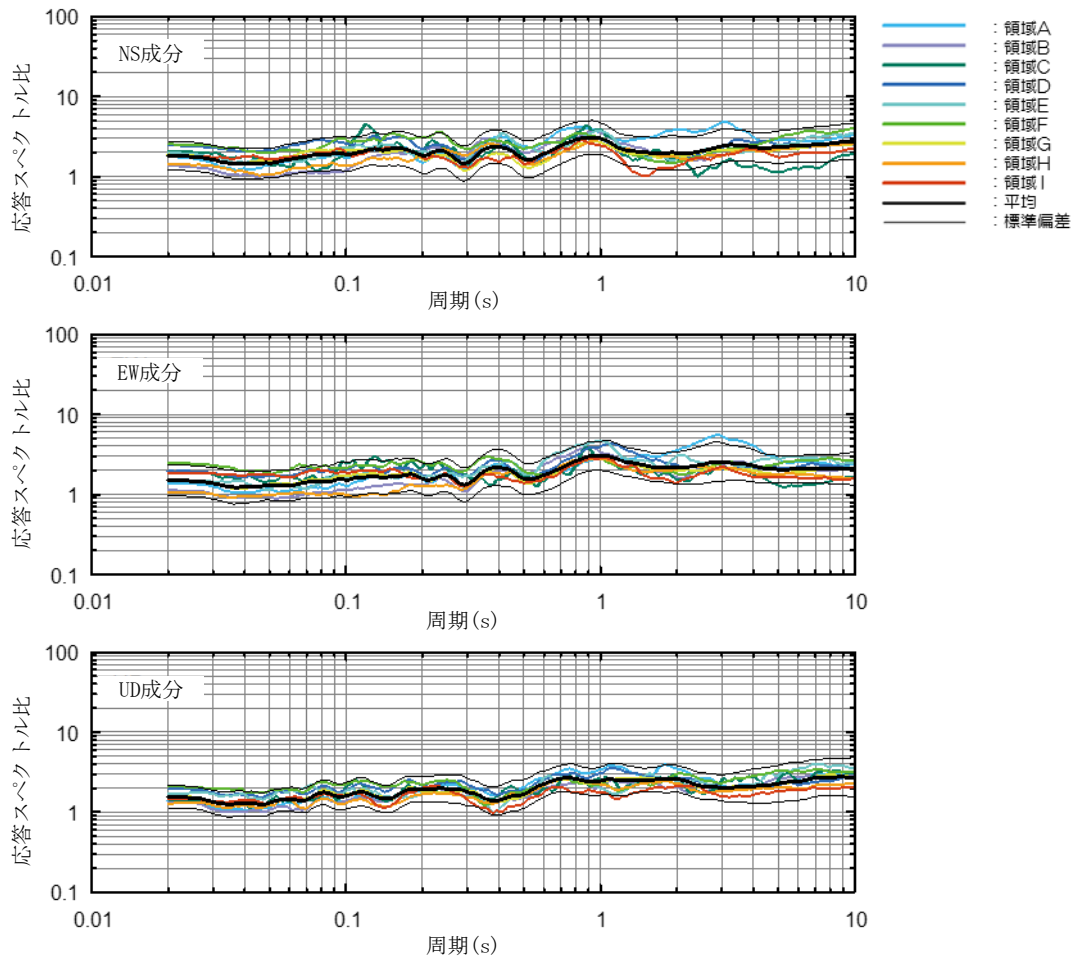 NS成分
応答スペクトル比
100
10
1
0.1
0.01
0.1
1
10
周期(s)
:領域A
:領域B
:領域C
:領域D
:領域E
:領域F
:領域G
:領域H
:領域I
:平均
:標準偏差
EW成分
応答スペクトル比
100
10
1
0.1
0.01
0.1
1
10
周期(s)
UD成分
応答スペクトル比
100
10
1
0.1
0.01
0.1
1
10
周期(s)